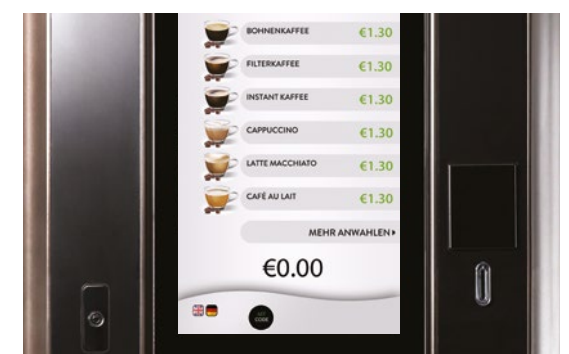 BOHNENKAFFEE €1.30
FILTERKAFFEE €1.30
INSTANT KAFFEE €1.30
CAPPUCCINO €1.30
LATTE MACCHIATO €1.30
CAFÉ AU LAIT €1.30
MEHR ANWAHLEN
€0.00
CODE